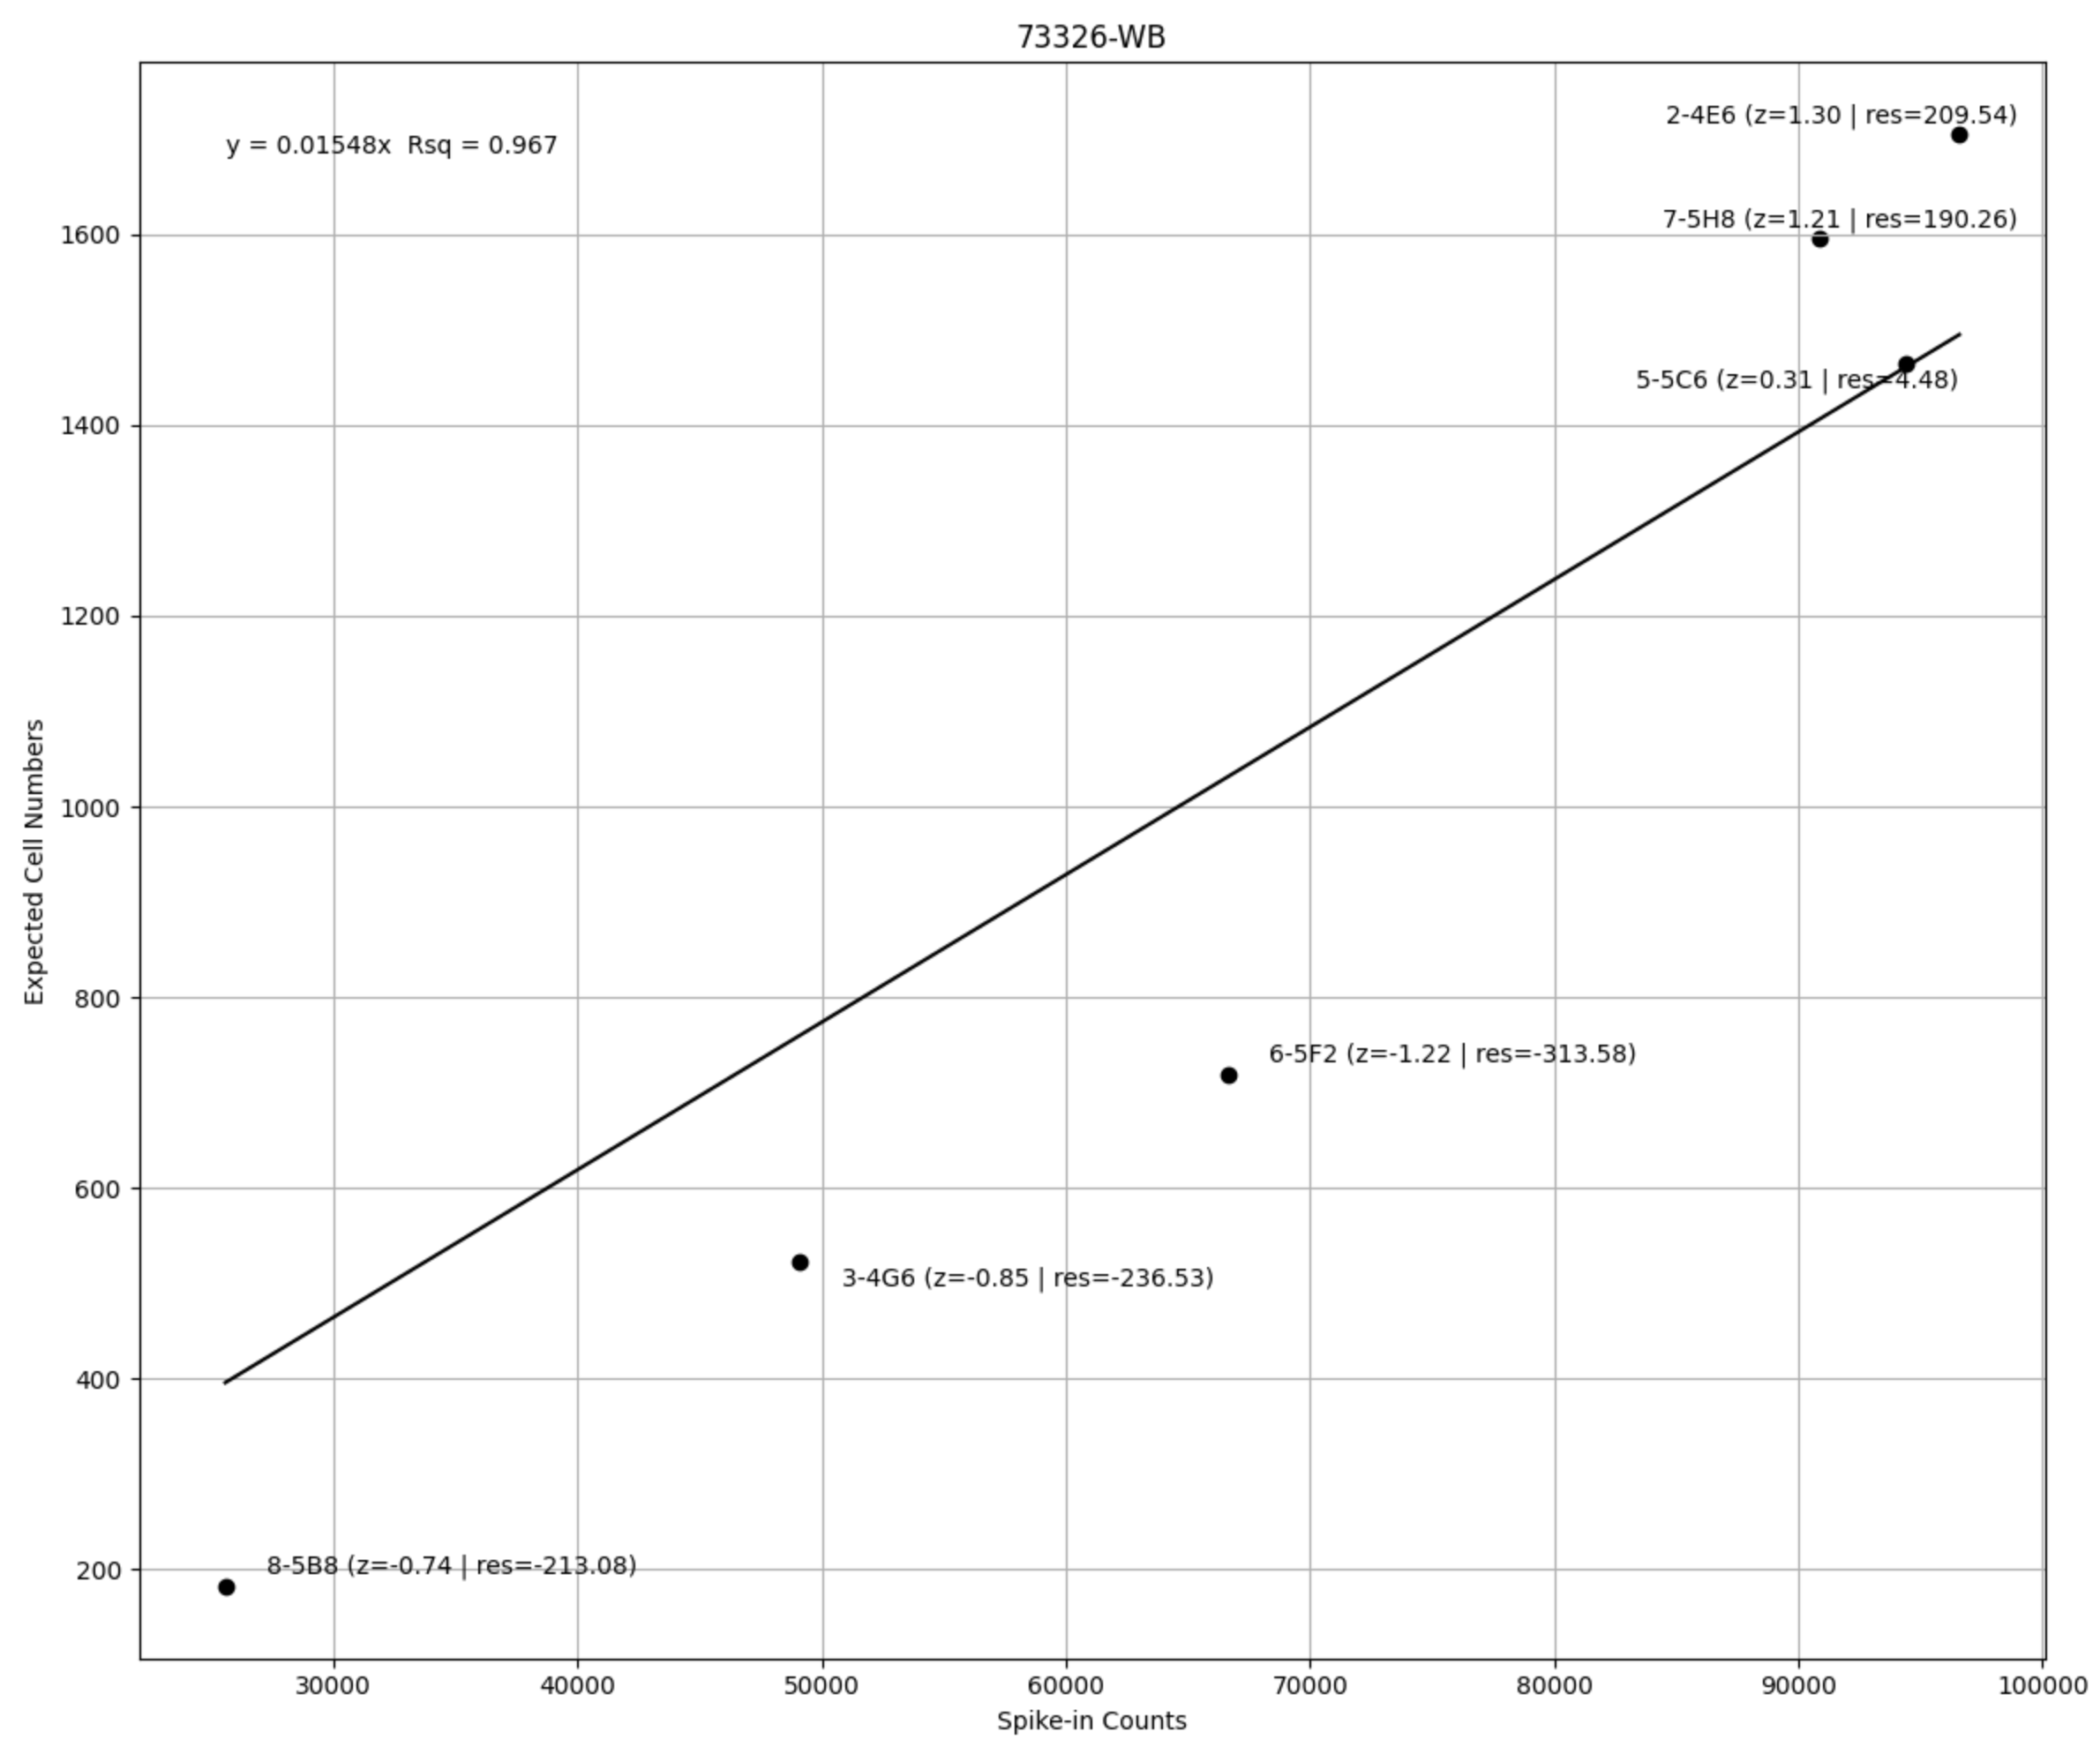 73326-WB
2-4E6 (z=1.30 | res=209.54)
y = 0.01548x  Rsq = 0.967
7-5H8 (z=1.21 | res=190.26)
1600
5-5C6 (z=0.31 | res=4.48)
1400
1200
Expected Cell Numbers
1000
800
6-5F2 (z=-1.22 | res=-313.58)
600
3-4G6 (z=-0.85 | res=-236.53)
400
8-5B8 (z=-0.74 | res=-213.08)
200
30000 40000 50000 60000 70000 80000 90000 100000
Spike-in Counts